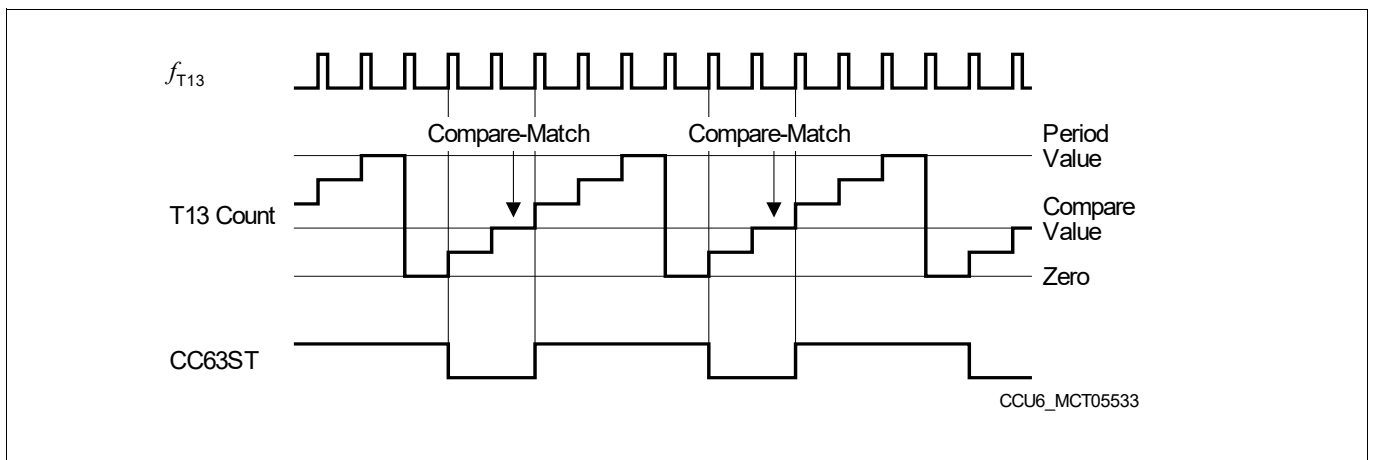 fT13
Compare-Match
Compare-Match
Period
Value
T13 Count
Compare
Value
Zero
CC63ST
CCU6_MCT05533